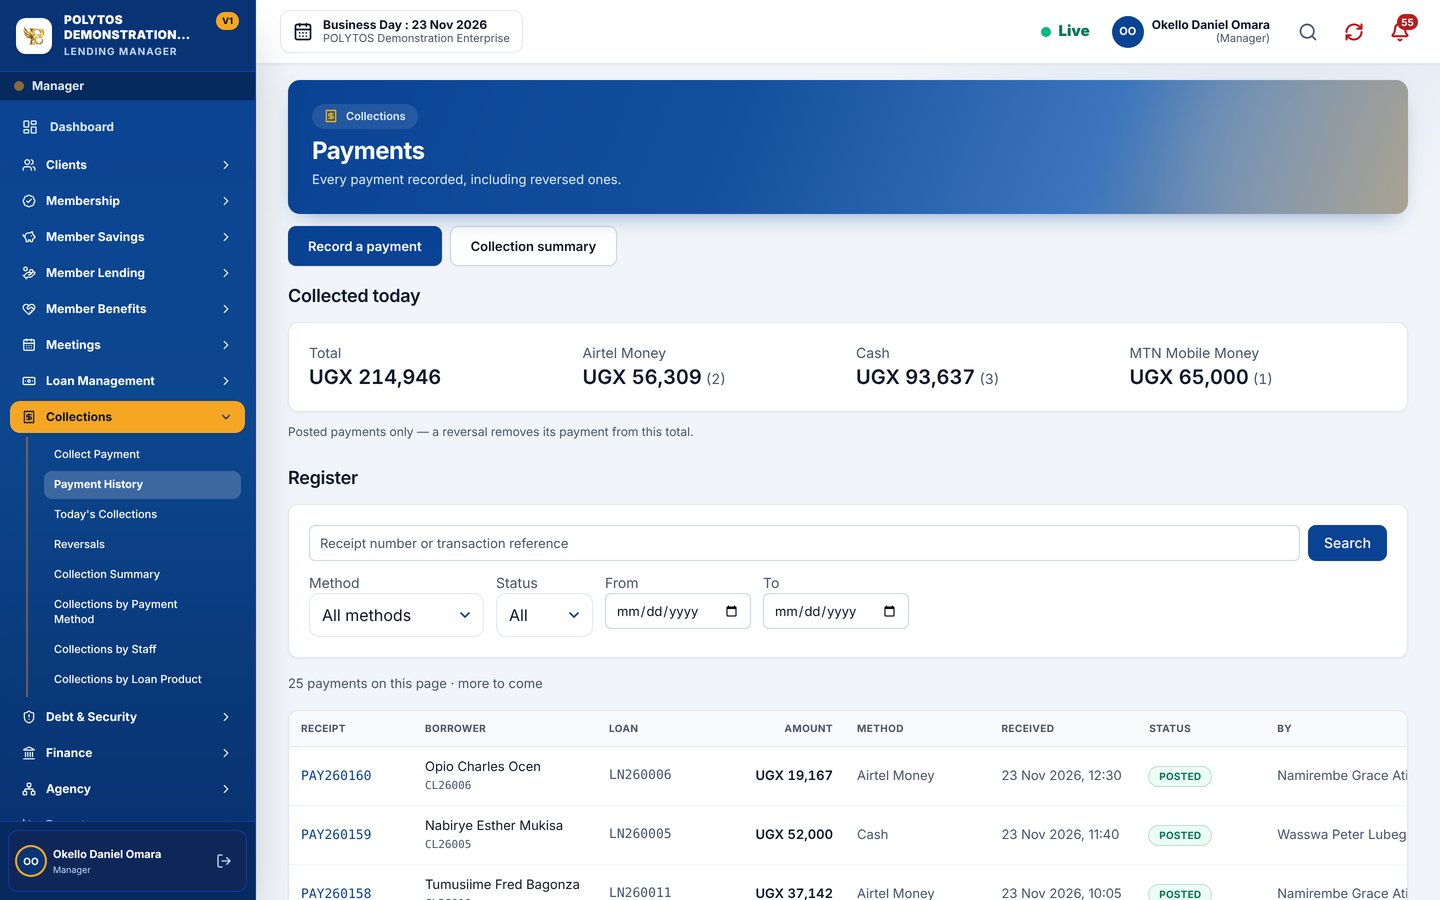 POLYTOS
DEMONSTRATION...
LENDING MANAGER
V1
Manager
Dashboard
Clients
Membership
Member Savings
Member Lending
Member Benefits
Meetings
Loan Management
Collections
Collect Payment
Payment History
Today's Collections
Reversals
Collection Summary
Collections by Payment
Method
Collections by Staff
Collections by Loan Product
Debt & Security
Finance
Agency
OO
Okello Daniel Omara
Manager
Business Day : 23 Nov 2026
POLYTOS Demonstration Enterprise
Live
OO
Okello Daniel Omara
(Manager)
55
Collections
Payments
Every payment recorded, including reversed ones.
Record a payment
Collection summary
Collected today
Total
UGX 214,946
Airtel Money
UGX 56,309 (2)
Cash
UGX 93,637 (3)
MTN Mobile Money
UGX 65,000 (1)
Posted payments only — a reversal removes its payment from this total.
Register
Receipt number or transaction reference
Search
Method
All methods
Status
All
From
mm/dd/yyyy
To
mm/dd/yyyy
25 payments on this page · more to come
RECEIPT BORROWER LOAN AMOUNT METHOD RECEIVED STATUS BY
PAY260160 Opio Charles Ocen LN260006 UGX 19,167 Airtel Money 23 Nov 2026, 12:30 POSTED Namirembe Grace Ati
CL26006
PAY260159 Nabirye Esther Mukisa LN260005 UGX 52,000 Cash 23 Nov 2026, 11:40 POSTED Wasswa Peter Lubeg
CL26005
PAY260158 Tumusiime Fred Bagonza LN260011 UGX 37,142 Airtel Money 23 Nov 2026, 10:05 POSTED Namirembe Grace Ati